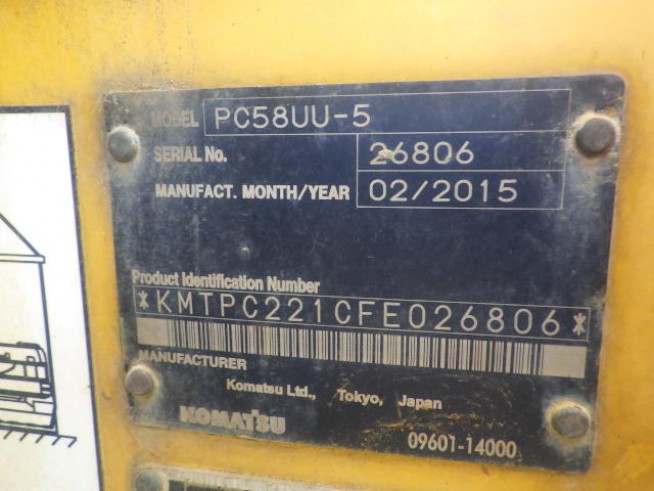 MODEL PC58UU-5
SERIAL No. 26806
MANUFACT. MONTH/YEAR 02/2015
Product Identification Number
*KMTPC221CFE026806*
MANUFACTURER
Komatsu Ltd., Tokyo, Japan
KOMATSU
09601-14000